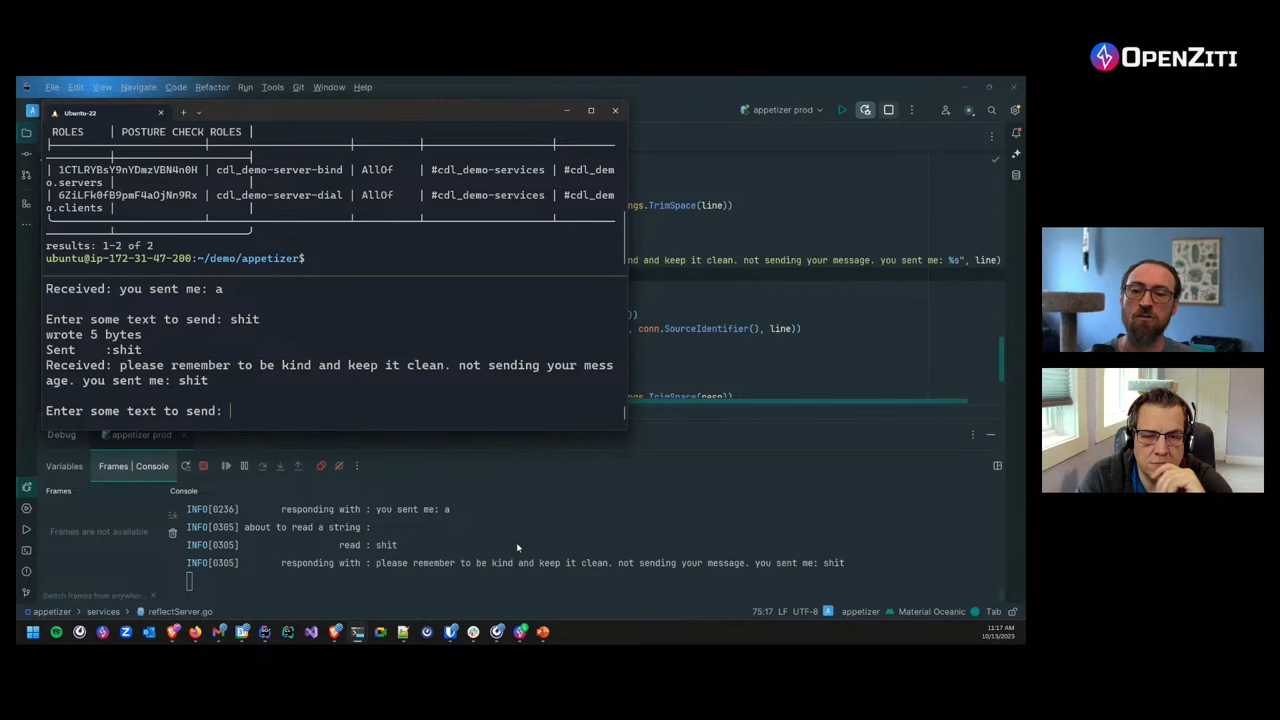 OPENZITI
File Edit View Navigate Code Refactor Run Tools Git Window Help
A
Ubuntu-22
appetizer prod
ROLES | POSTURE CHECK ROLES |
| 1CTLRYBsY9nYDmzVBN4n0H | cdl_demo-server-bind | AllOf | #cdl_demo-services | #cdl_dem
o.servers |
| 6ZiLFk0fB9pmF4aOjNn9Rx | cdl_demo-server-dial | AllOf | #cdl_demo-services | #cdl_dem
o.clients |
results: 1-2 of 2
ubuntu@ip-172-31-47-200:~/demo/appetizer$
ngs.TrimSpace(line))
nd and keep it clean. not sending your message. you sent me: %s", line)
))
, conn.SourceIdentifier(), line))
ngs.TrimSpace(resp))
Received: you sent me: a
Enter some text to send: shit
wrote 5 bytes
Sent :shit
Received: please remember to be kind and keep it clean. not sending your mess
age. you sent me: shit
Enter some text to send:
Debug appetizer prod
Variables Frames | Console
Frames Console
Frames are not available
INFO[0236] responding with : you sent me: a
INFO[0305] about to read a string :
INFO[0305] read : shit
INFO[0305] responding with : please remember to be kind and keep it clean. not sending your message. you sent me: shit
Switch frames from anywher...
appetizer > services > reflectServer.go
75:17 LF UTF-8 A appetizer Material Oceanic Tab
11:17 AM
10/13/2023